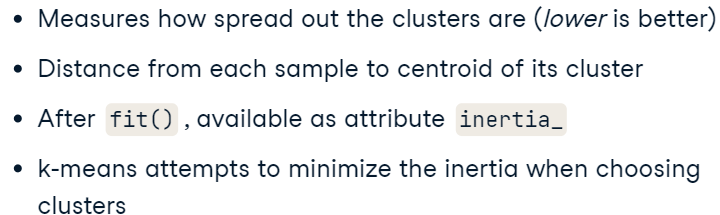 • Measures how spread out the clusters are (lower is better)
• Distance from each sample to centroid of its cluster
• After fit() , available as attribute inertia_
• k-means attempts to minimize the inertia when choosing
clusters